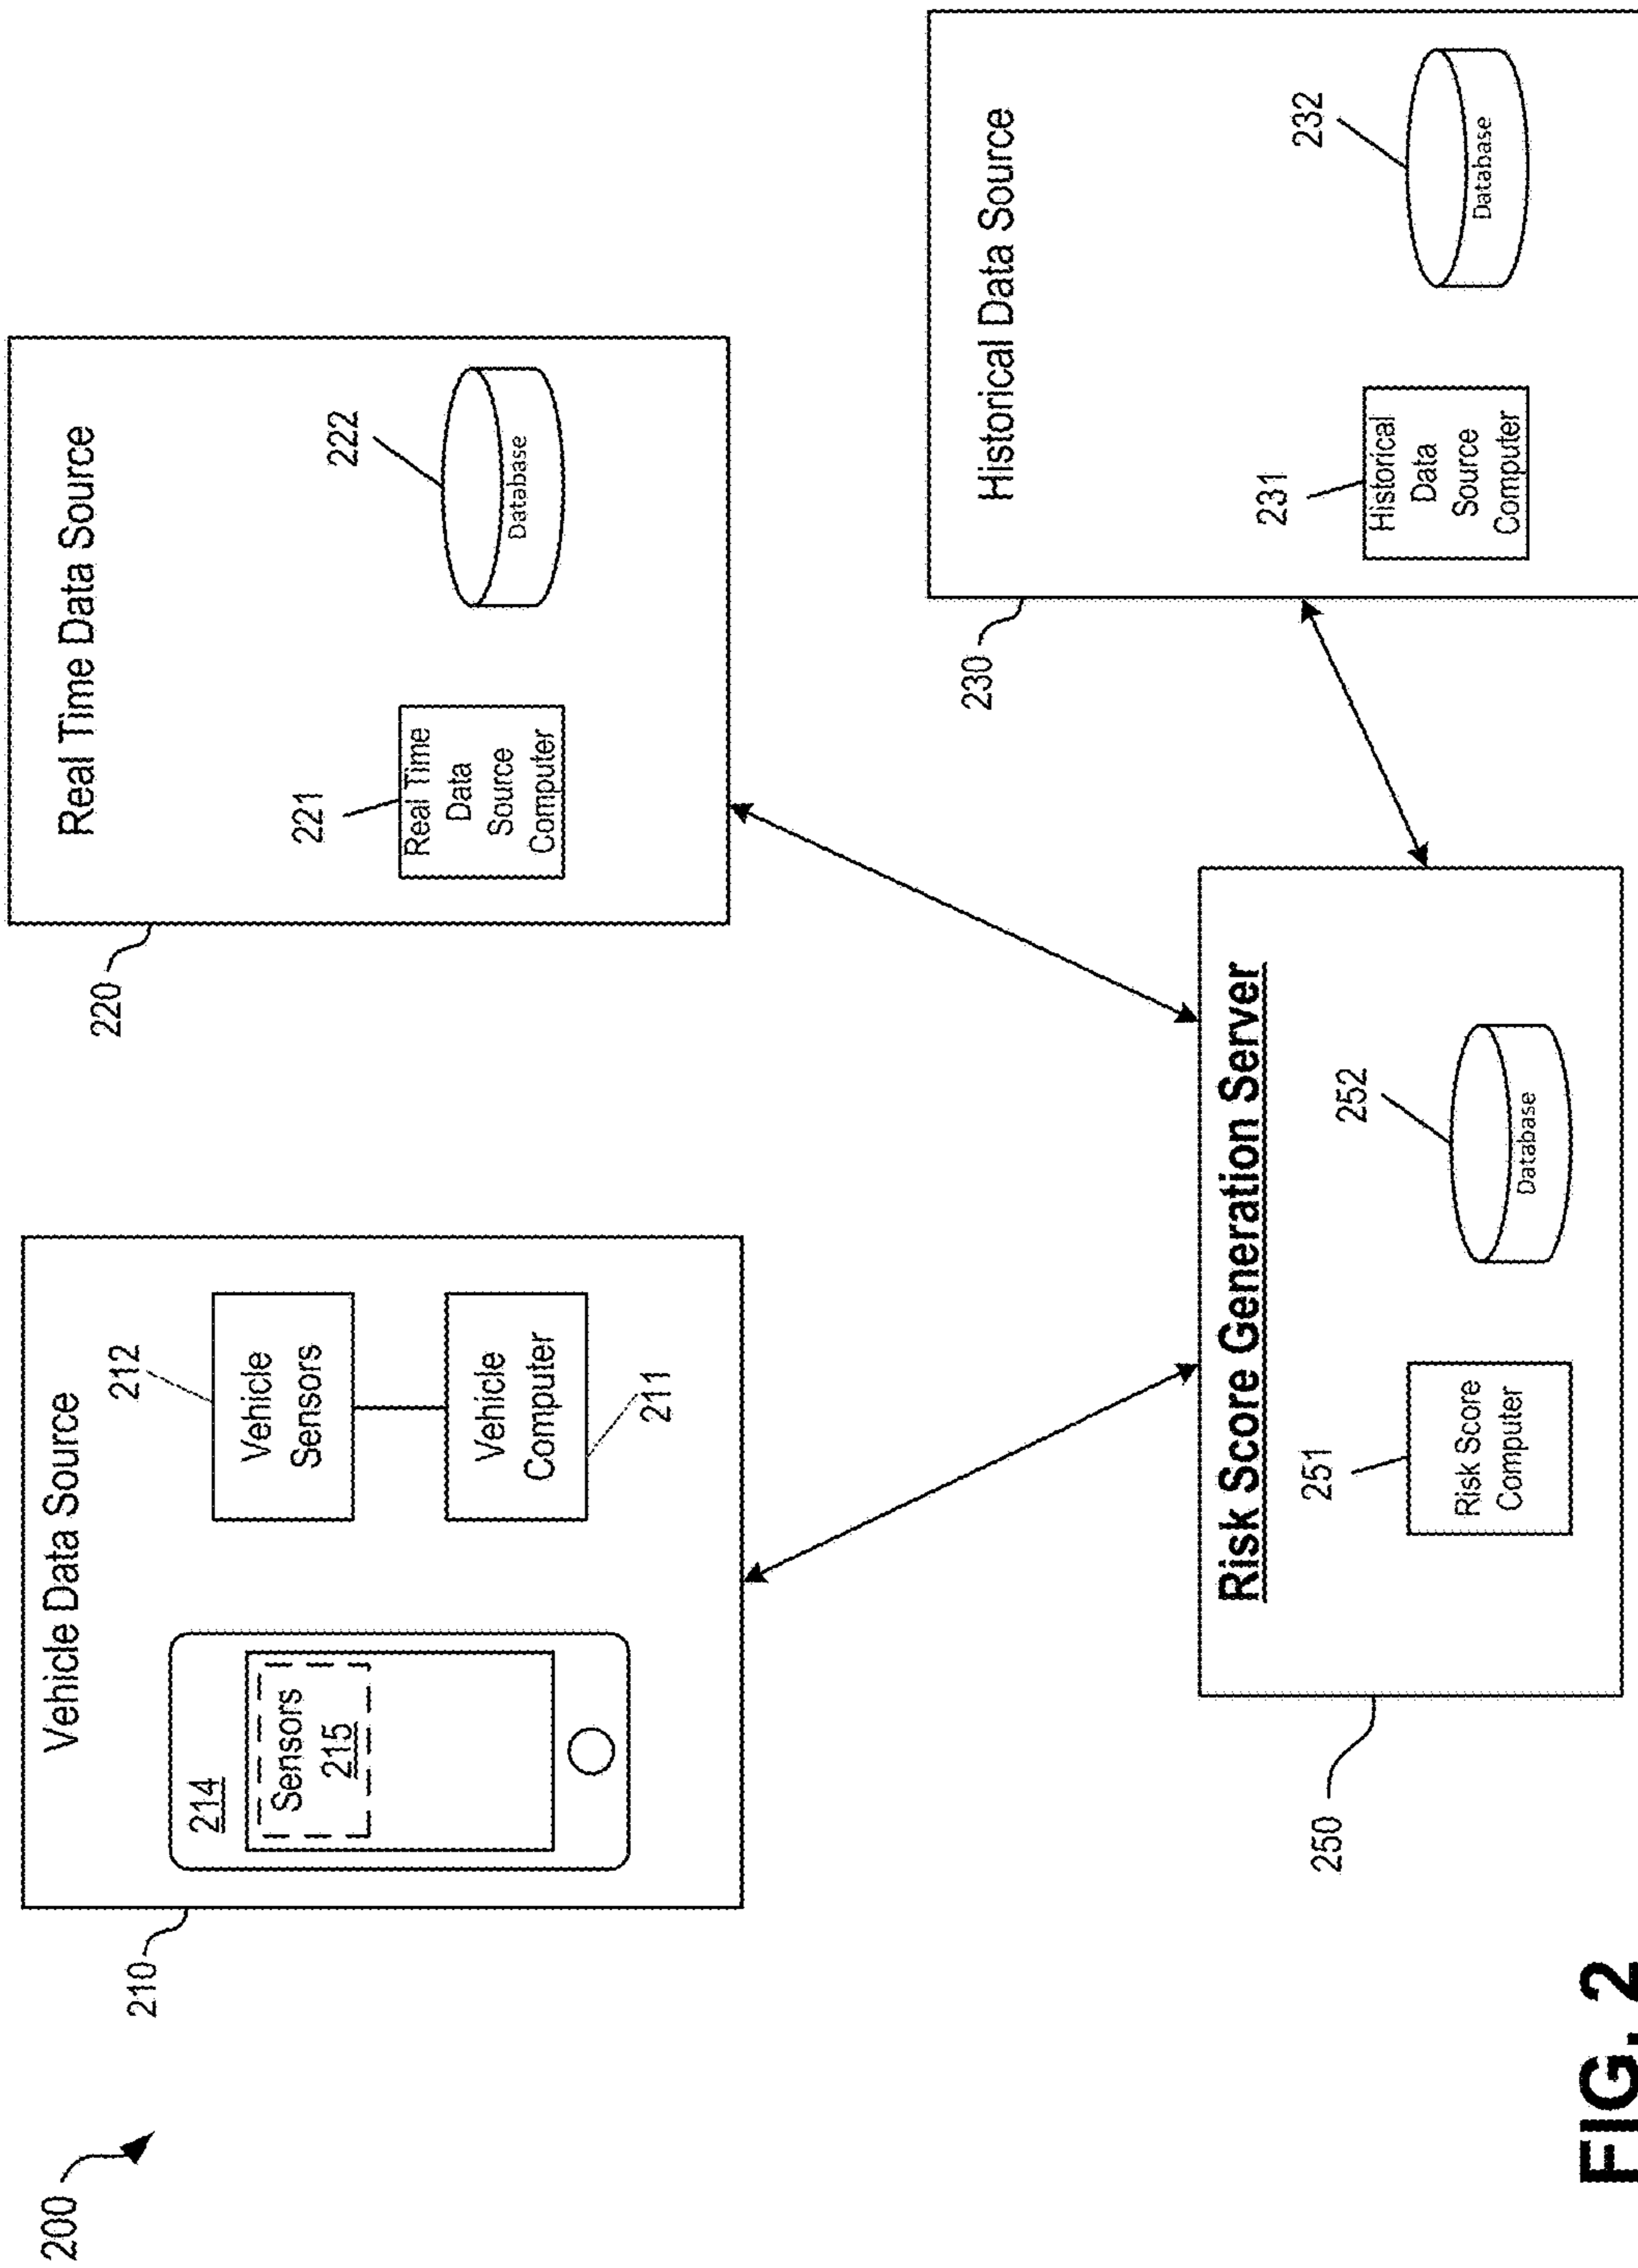 200
210
Vehicle Data Source
214
Sensors
215
212
Vehicle
Sensors
Vehicle
Computer
211
220
Real Time Data Source
221
Real Time
Data
Source
Computer
222
Database
230
Historical Data Source
231
Historical
Data
Source
Computer
232
Database
250
Risk Score Generation Server
251
Risk Score
Computer
252
Database
FIG. 2